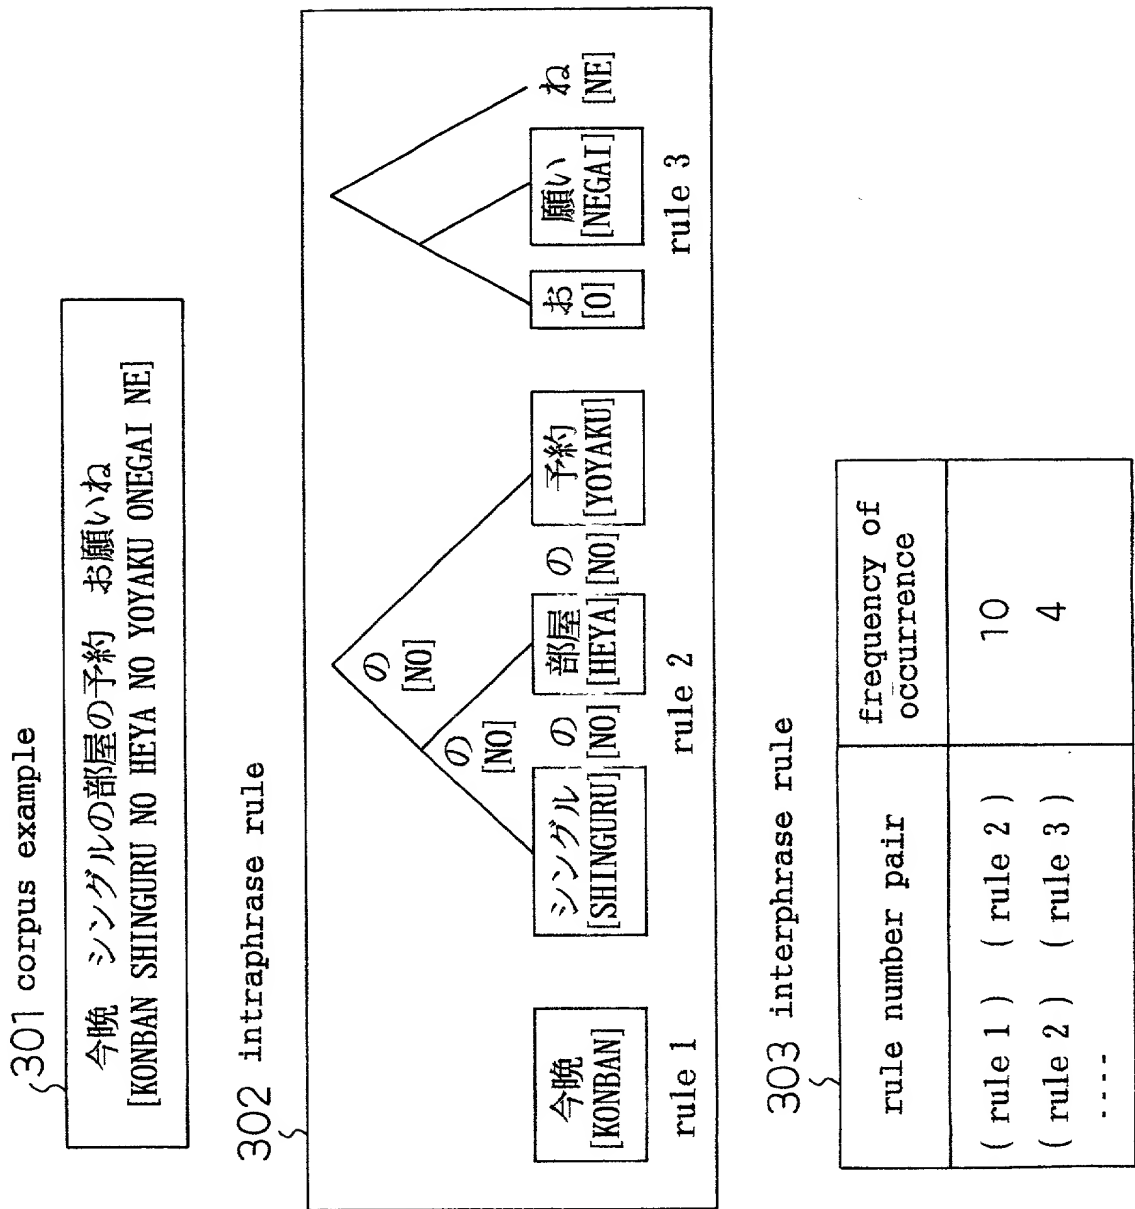 301 corpus example
今晩 シングルの部屋の予約 お願いね
[KONBAN SHINGURU NO HEYA NO YOYAKU ONEGAI NE]
302 intraphrase rule
の
[NO]
の
[NO]
今晩 シングル の 部屋 の 予約 お 願い ね
[KONBAN] [SHINGURU] [NO] [HEYA] [NO] [YOYAKU] [O] [NEGAI] [NE]
rule 1 rule 2 rule 3
303 interphrase rule
rule number pair frequency of
occurrence
( rule 1 ) ( rule 2 ) 10
( rule 2 ) ( rule 3 ) 4
----